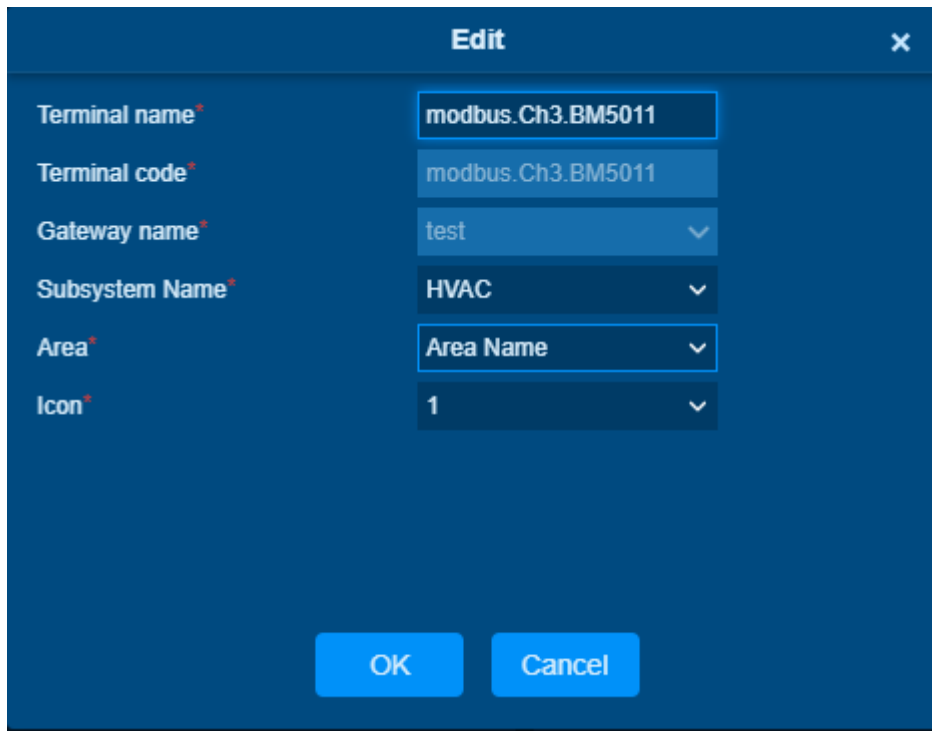 Edit ×
Terminal name* modbus.Ch3.BM5011
Terminal code* modbus.Ch3.BM5011
Gateway name* test
Subsystem Name* HVAC
Area* Area Name
Icon* 1
OK Cancel